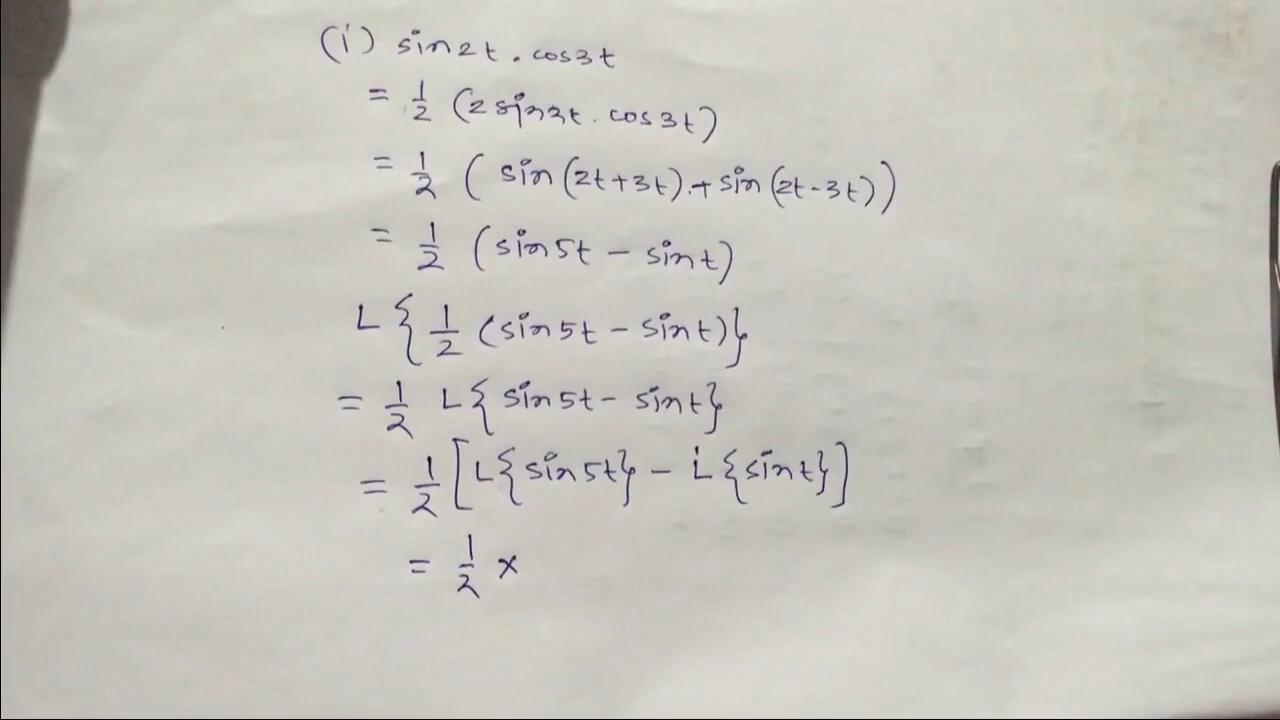 (i) sin2t . cos3t
= 1/2 (2 sin2t . cos3t)
= 1/2 ( sin (2t+3t) + sin (2t-3t))
= 1/2 (sin5t - sint)
L{ 1/2 (sin5t - sint)}
= 1/2 L{ sin5t - sint}
= 1/2 [L{sin5t} - L{sint}]
= 1/2 ×